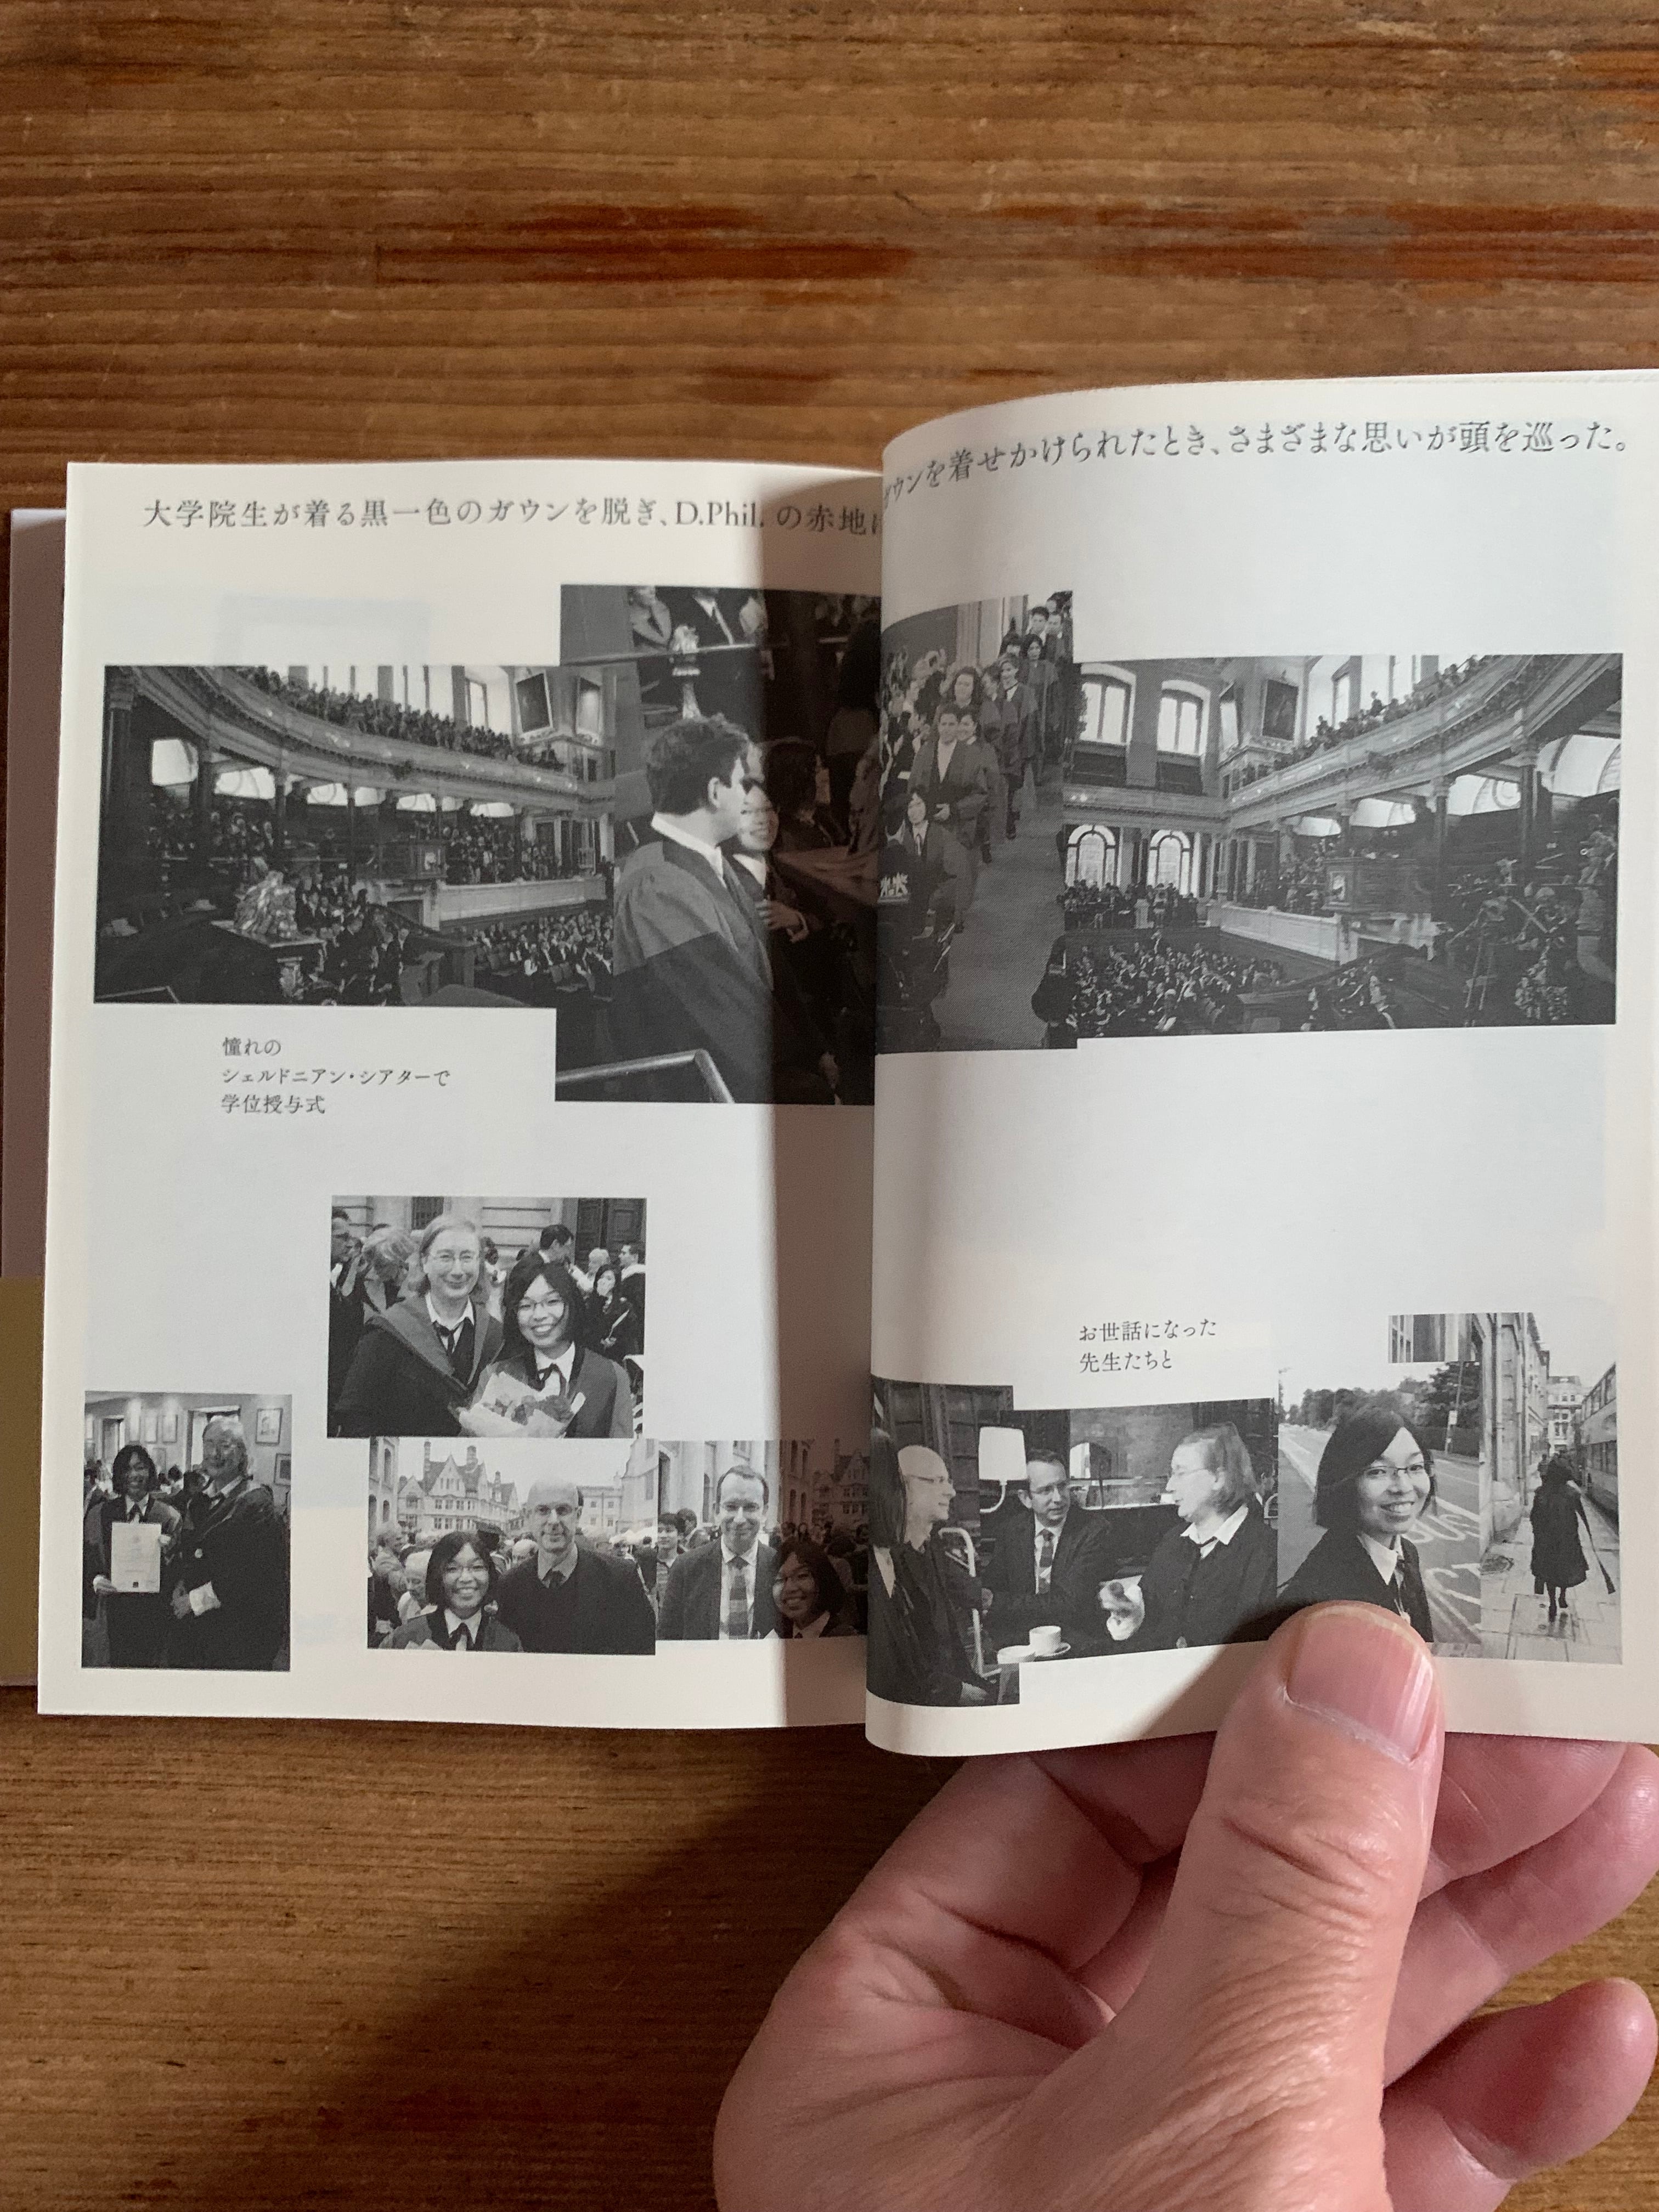 大学院生が着る黒一色のガウンを脱ぎ、D.Phil. の赤地に
ガウンを着せかけられたとき、さまざまな思いが頭を巡った。
憧れの
シェルドニアン・シアターで
学位授与式
お世話になった
先生たちと